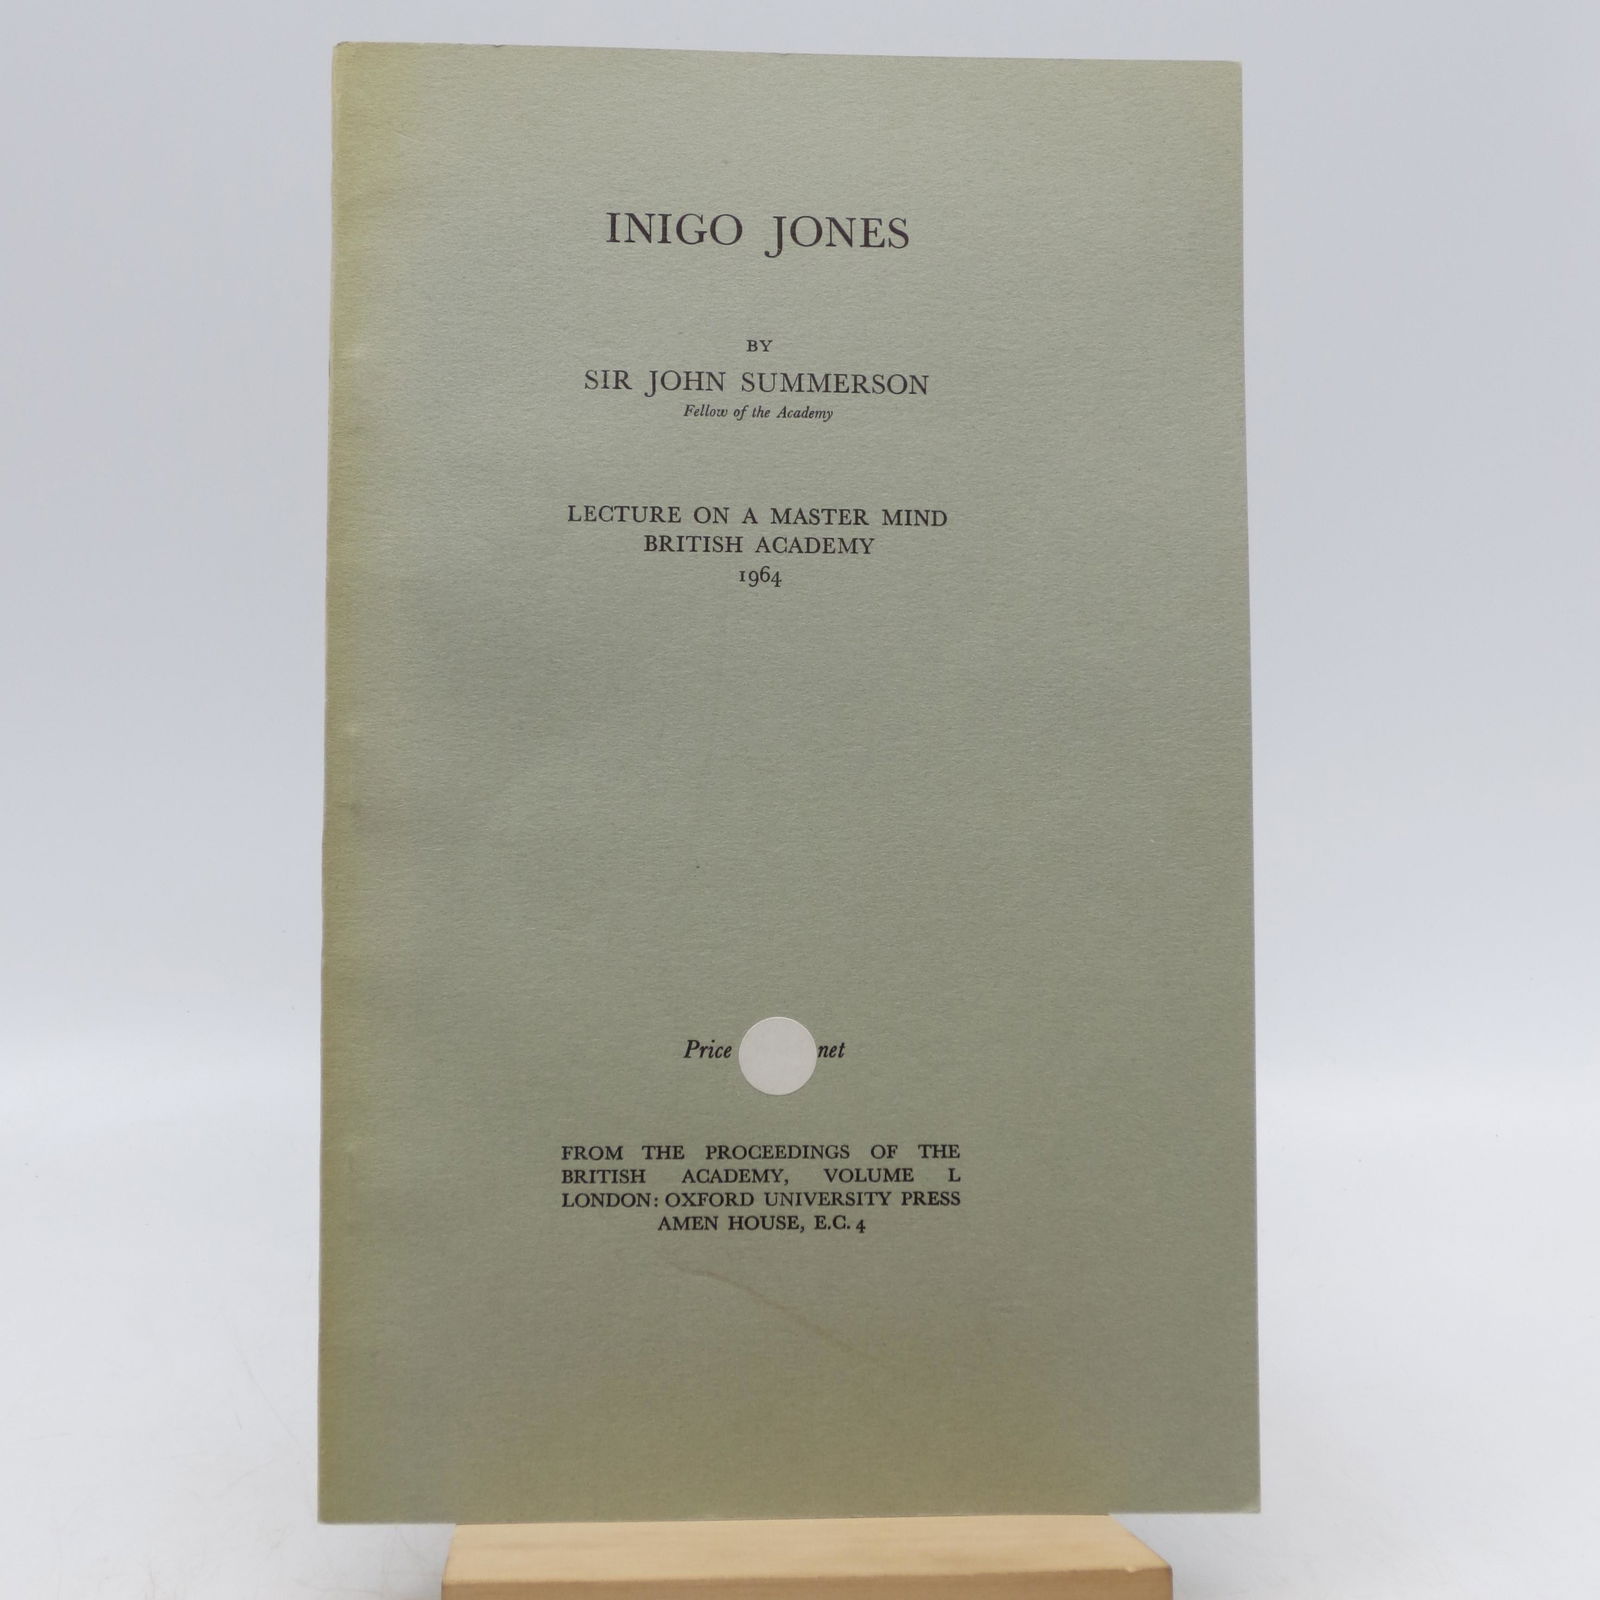 INIGO JONES
BY
SIR JOHN SUMMERSON
Fellow of the Academy
LECTURE ON A MASTER MIND
BRITISH ACADEMY
1964
Price net
FROM THE PROCEEDINGS OF THE
BRITISH ACADEMY, VOLUME L
LONDON: OXFORD UNIVERSITY PRESS
AMEN HOUSE, E.C. 4